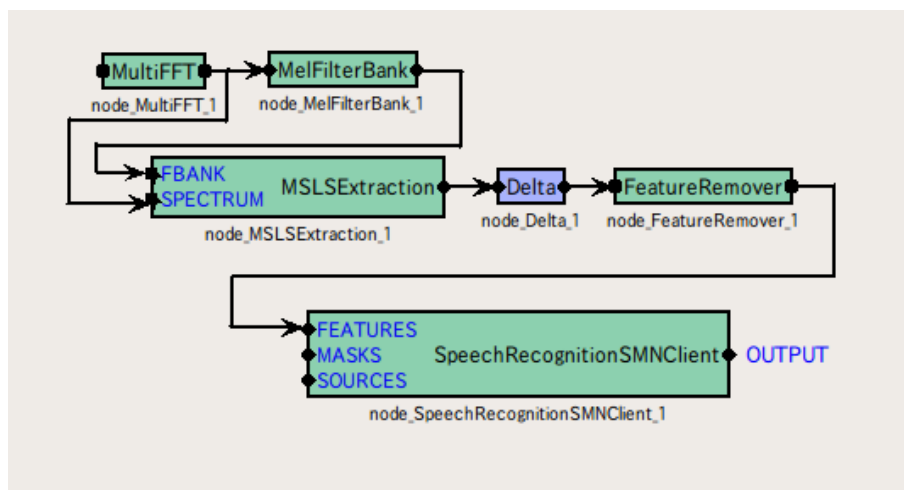 MultiFFT
node_MultiFFT_1
MelFilterBank
node_MelFilterBank_1
FBANK
SPECTRUM
MSLSExtraction
node_MSLSExtraction_1
Delta
node_Delta_1
FeatureRemover
node_FeatureRemover_1
FEATURES
MASKS
SOURCES
SpeechRecognitionSMNClient
OUTPUT
node_SpeechRecognitionSMNClient_1